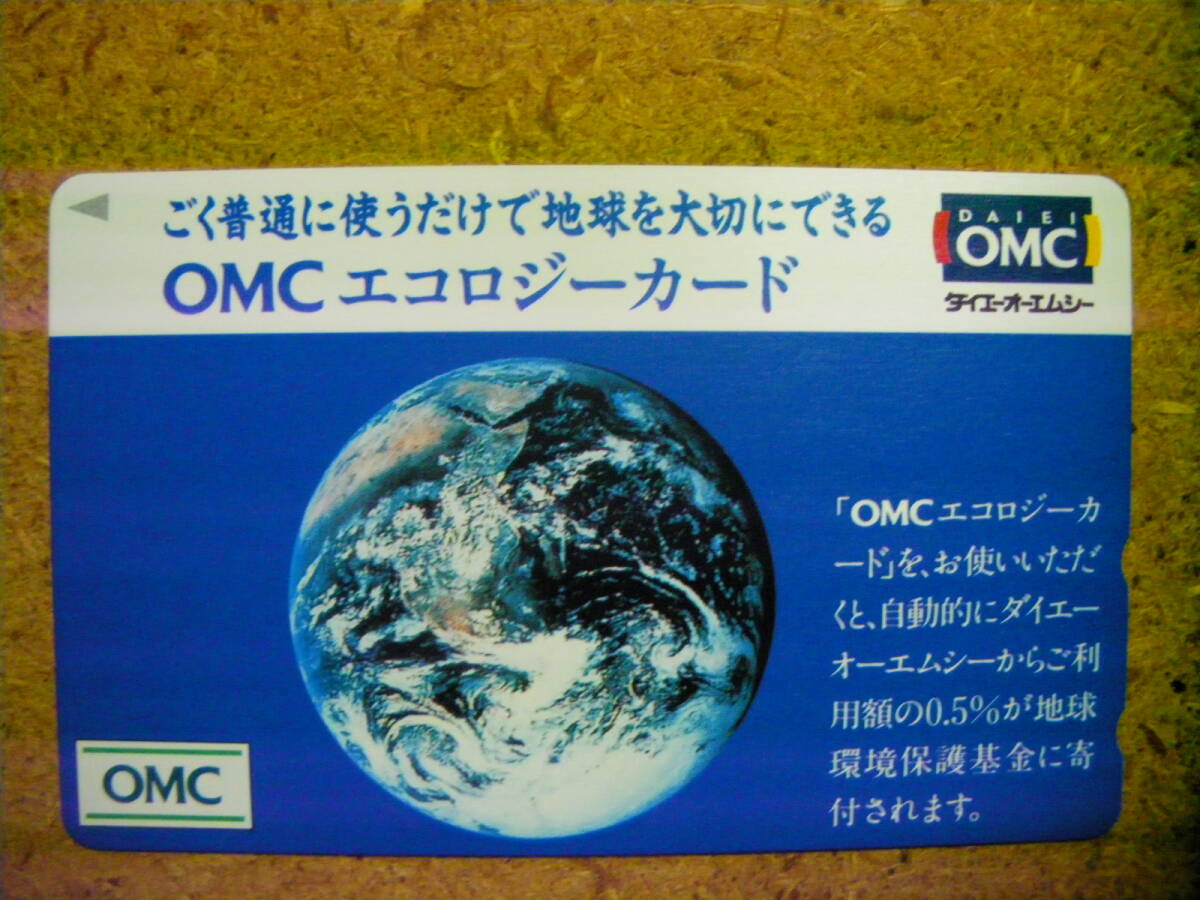 ごく普通に使うだけで地球を大切にできる
OMCエコロジーカード
DAIEI
OMC
ダイエーオーエムシー
「OMCエコロジーカ
ード」を、お使いいただ
くと、自動的にダイエー
オーエムシーからご利
用額の0.5%が地球
環境保護基金に寄
付されます。
OMC